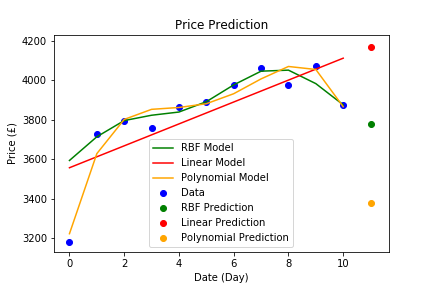 Price Prediction
4200
4000
3800
3600
3400
3200
Price (£)
RBF Model
Linear Model
Polynomial Model
Data
RBF Prediction
Linear Prediction
Polynomial Prediction
0 2 4 6 8 10
Date (Day)